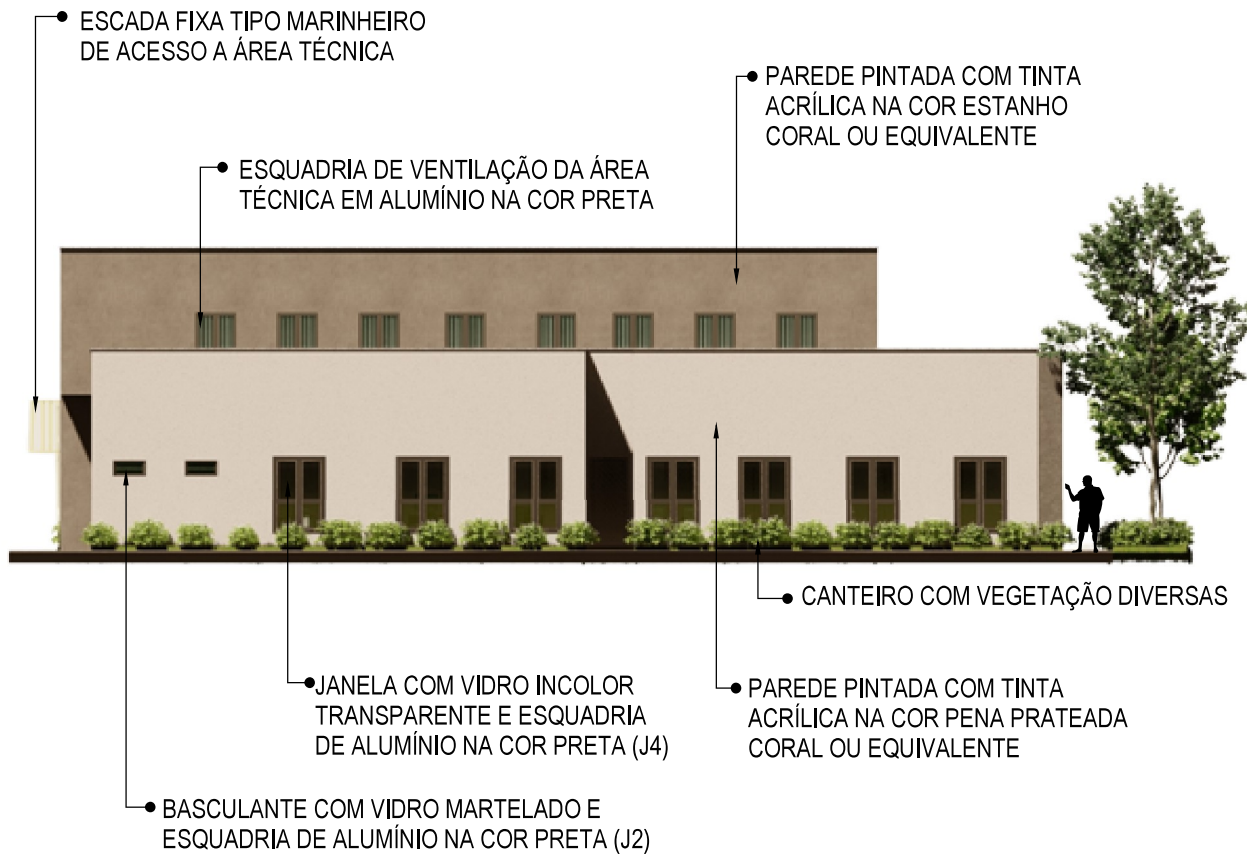 ESCADA FIXA TIPO MARINHEIRO
DE ACESSO A ÁREA TÉCNICA
PAREDE PINTADA COM TINTA
ACRÍLICA NA COR ESTANHO
CORAL OU EQUIVALENTE
ESQUADRIA DE VENTILAÇÃO DA ÁREA
TÉCNICA EM ALUMÍNIO NA COR PRETA
CANTEIRO COM VEGETAÇÃO DIVERSAS
JANELA COM VIDRO INCOLOR
TRANSPARENTE E ESQUADRIA
DE ALUMÍNIO NA COR PRETA (J4)
PAREDE PINTADA COM TINTA
ACRÍLICA NA COR PENA PRATEADA
CORAL OU EQUIVALENTE
BASCULANTE COM VIDRO MARTELADO E
ESQUADRIA DE ALUMÍNIO NA COR PRETA (J2)